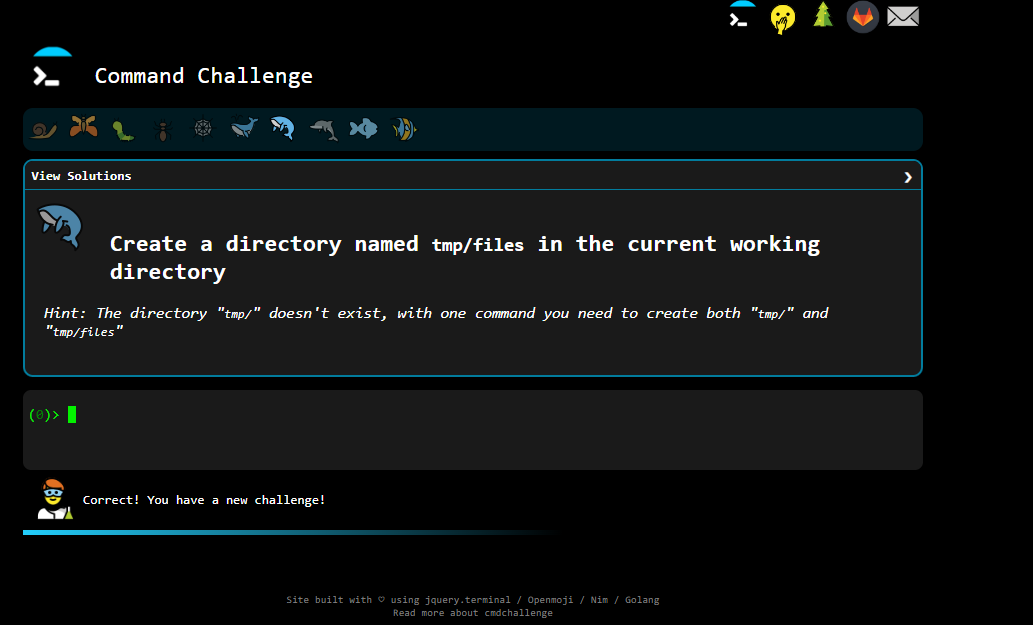 Command Challenge
View Solutions
Create a directory named tmp/files in the current working
directory
Hint: The directory "tmp/" doesn't exist, with one command you need to create both "tmp/" and
"tmp/files"
(0)>
Correct! You have a new challenge!
Site built with ♡ using jquery.terminal / Openmoji / Nim / Golang
Read more about cmdchallenge